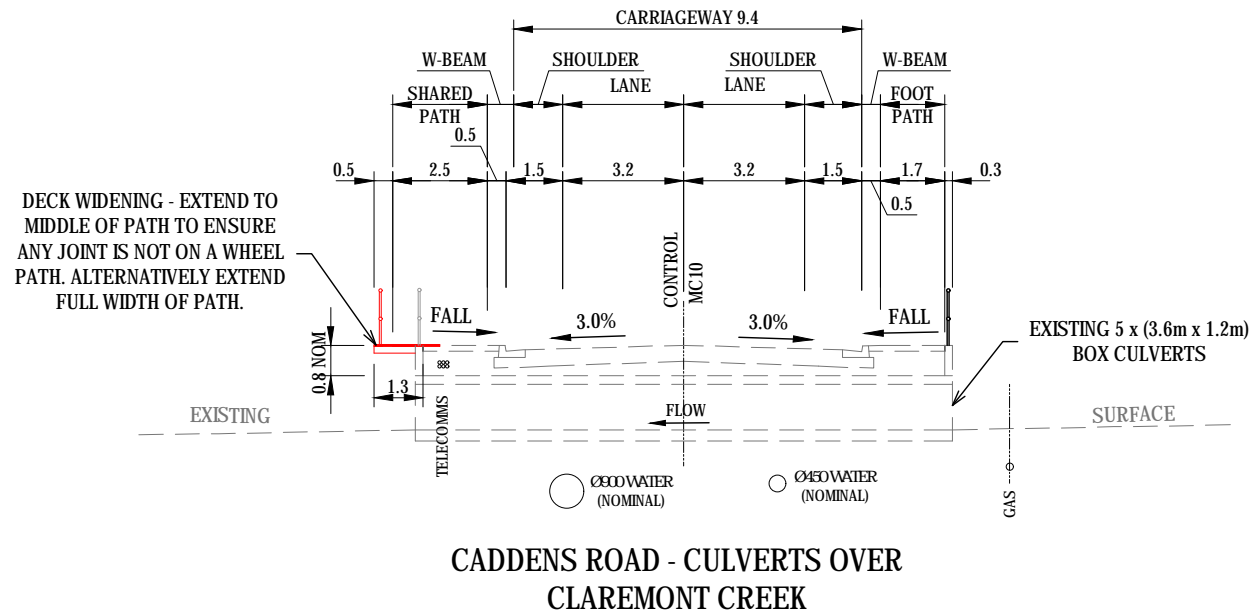 CARRIAGEWAY 9.4
W-BEAM
SHOULDER
SHOULDER
W-BEAM
LANE
LANE
SHARED
PATH
FOOT
PATH
0.5
0.5
2.5
1.5
3.2
3.2
1.5
1.7
0.3
0.5
DECK WIDENING - EXTEND TO
MIDDLE OF PATH TO ENSURE
ANY JOINT IS NOT ON A WHEEL
PATH. ALTERNATIVELY EXTEND
FULL WIDTH OF PATH.
CONTROL
MC10
FALL
3.0%
3.0%
FALL
EXISTING 5 x (3.6m x 1.2m)
BOX CULVERTS
0.8 NOM
1.3
TELECOMMS
EXISTING
FLOW
SURFACE
Ø900 WATER
(NOMINAL)
Ø450 WATER
(NOMINAL)
GAS
CADDENS ROAD - CULVERTS OVER
CLAREMONT CREEK